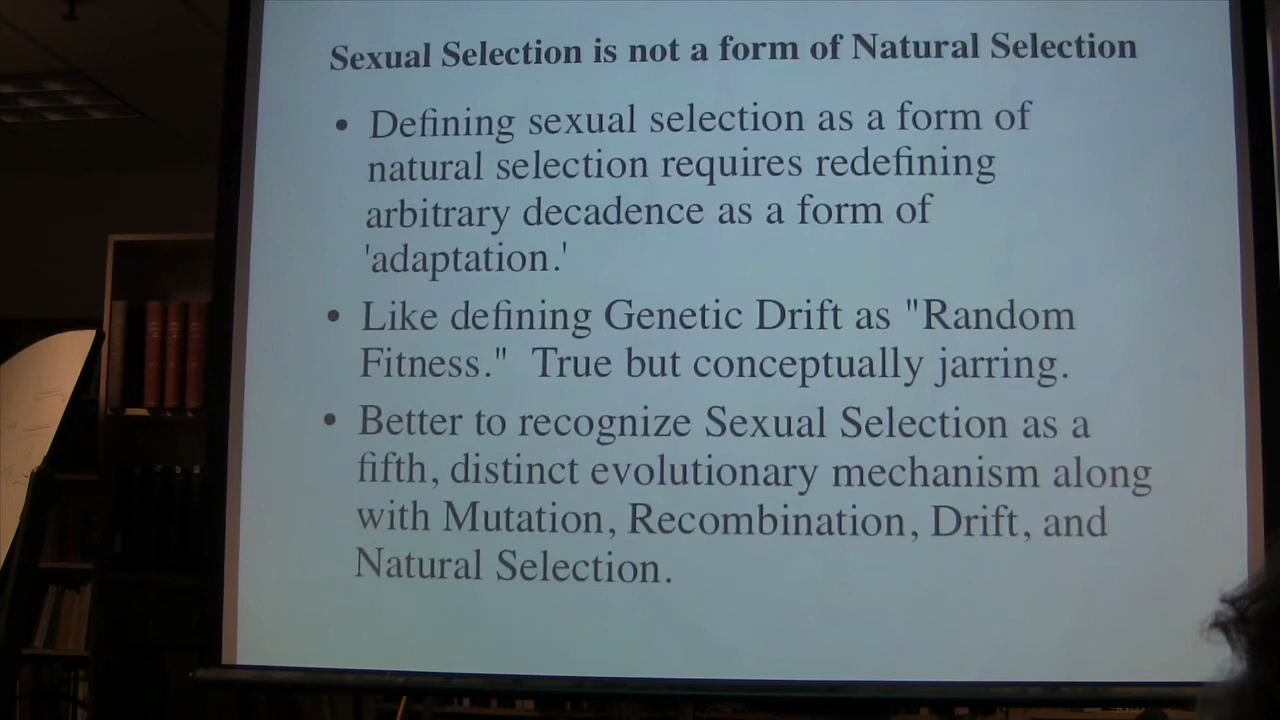 Sexual Selection is not a form of Natural Selection
• Defining sexual selection as a form of
natural selection requires redefining
arbitrary decadence as a form of
'adaptation.'
• Like defining Genetic Drift as "Random
Fitness."  True but conceptually jarring.
• Better to recognize Sexual Selection as a
fifth, distinct evolutionary mechanism along
with Mutation, Recombination, Drift, and
Natural Selection.